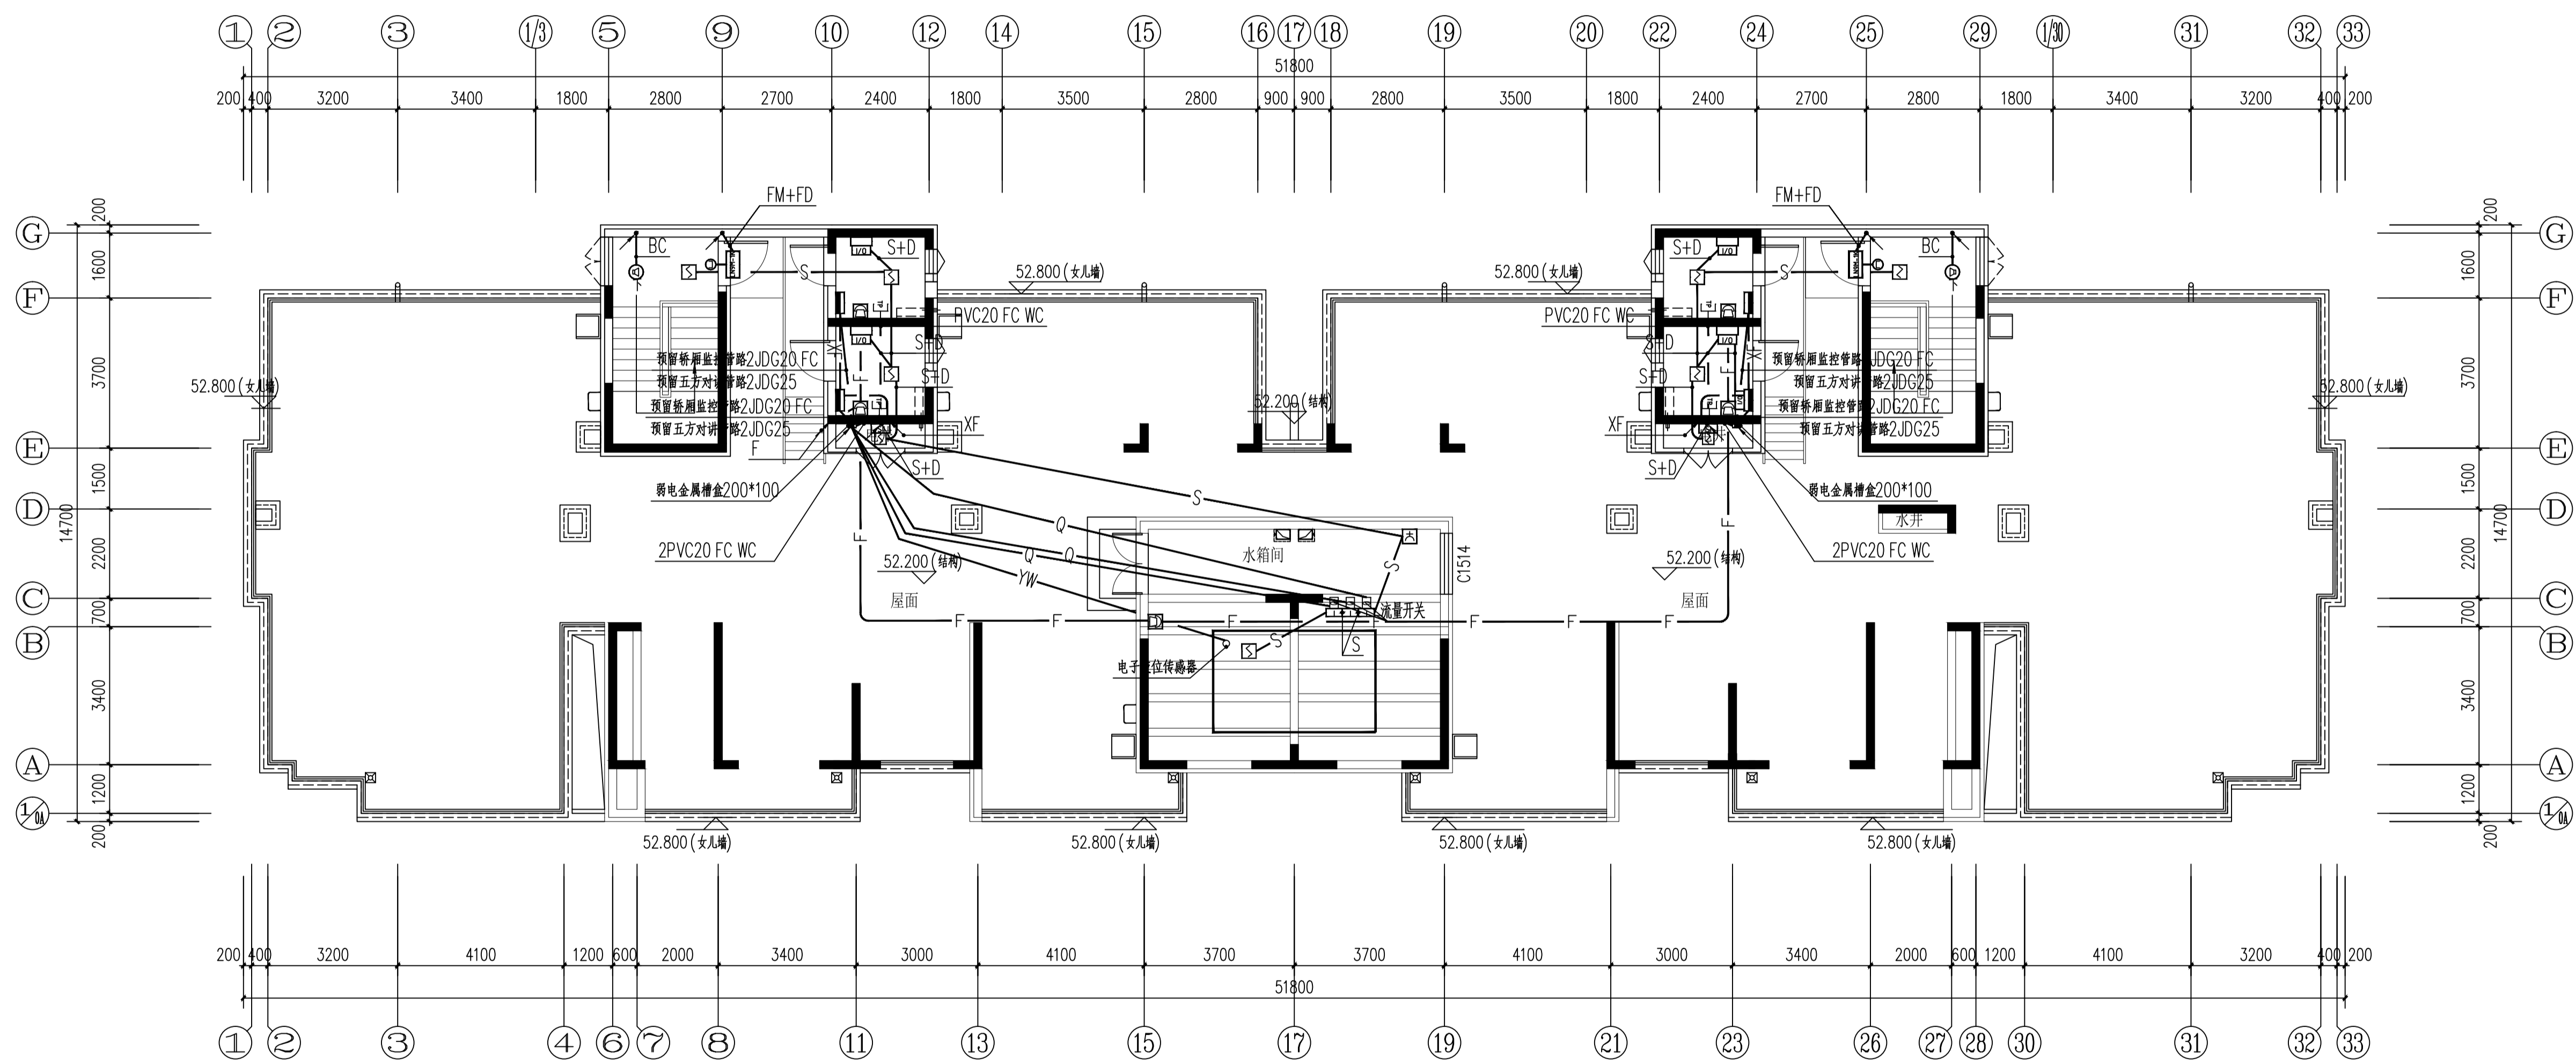 1 2 3 1/3 5 9 10 12 14 15 16 17 18 19 20 22 24 25 29 1/30 31 32 33
51800
200 400 3200 3400 1800 2800 2700 2400 1800 3500 2800 900 900 2800 3500 1800 2400 2700 2800 1800 3400 3200 400 200
FM+FD FM+FD
200 200
G BC S+D S+D BC G
1600 S S 1600
52.800(女儿墙) 52.800(女儿墙)
F F
PVC20 FC WC PVC20 FC WC
S+D S+D
XF XF
预留轿厢监控管路2JDG20 FC 预留轿厢监控管路2JDG20 FC
3700 F F 3700
52.800(女儿墙) 预留五方对讲管路2JDG25 S+D S+D 预留五方对讲管路2JDG25 52.800(女儿墙)
预留轿厢监控管路2JDG20 FC 52.200(结构) 预留轿厢监控管路2JDG20 FC
预留五方对讲管路2JDG25 XF XF 预留五方对讲管路2JDG25
E F E
S+D S+D
1500 弱电金属槽盒200*100 S 弱电金属槽盒200*100 1500
D 14700 Q F F 水井 14700 D
2PVC20 FC WC Q Q 水箱间 2PVC20 FC WC
2200 52.200(结构) YW S C1514 52.200(结构) 2200
C 屋面 流量开关 屋面 C
700 F F F F F F F 700
B S S B
电子液位传感器
3400 3400
A A
1200 1200
1/0A 1/0A
200 52.800(女儿墙) 52.800(女儿墙) 52.800(女儿墙) 52.800(女儿墙) 200
200 400 3200 4100 1200 600 2000 3400 3000 4100 3700 3700 4100 3000 3400 2000 600 1200 4100 3200 400 200
51800
1 2 3 4 6 7 8 11 13 15 17 19 21 23 26 27 28 30 31 32 33